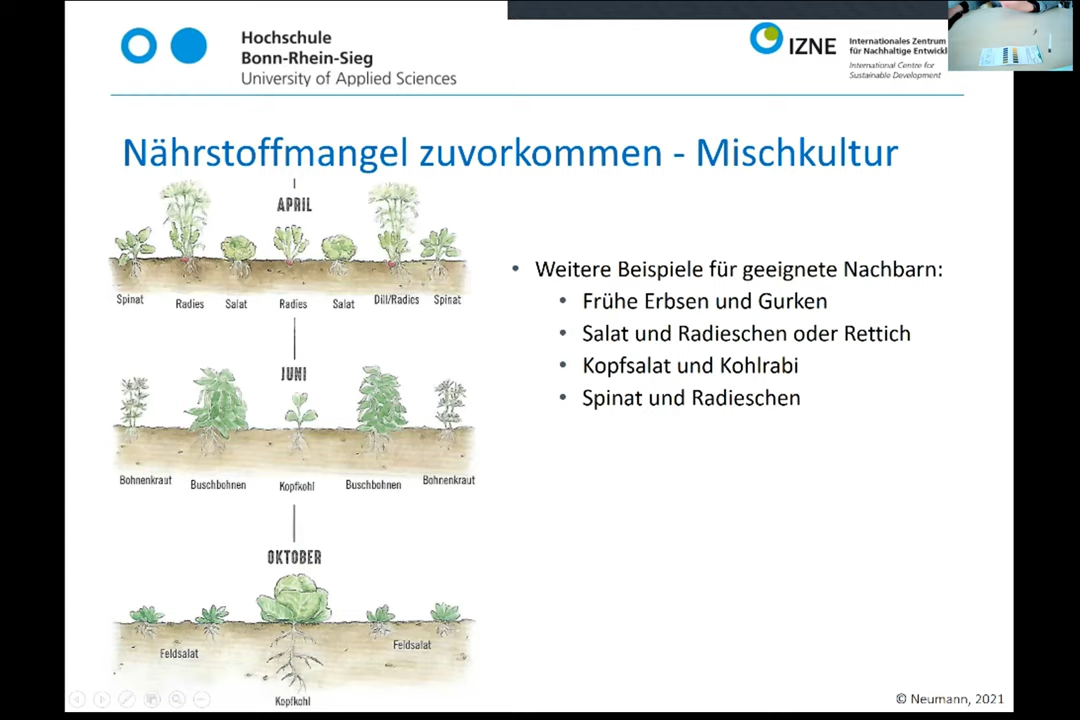 Hochschule
Bonn-Rhein-Sieg
University of Applied Sciences
IZNE
Internationales Zentrum
für Nachhaltige Entwickl
International Centre for
Sustainable Development
Nährstoffmangel zuvorkommen - Mischkultur
APRIL
Spinat Radies Salat Radies Salat Dill/Radies Spinat
JUNI
Bohnenkraut Buschbohnen Kopfkohl Buschbohnen Bohnenkraut
OKTOBER
Feldsalat Feldsalat
Kopfkohl
• Weitere Beispiele für geeignete Nachbarn:
• Frühe Erbsen und Gurken
• Salat und Radieschen oder Rettich
• Kopfsalat und Kohlrabi
• Spinat und Radieschen
© Neumann, 2021